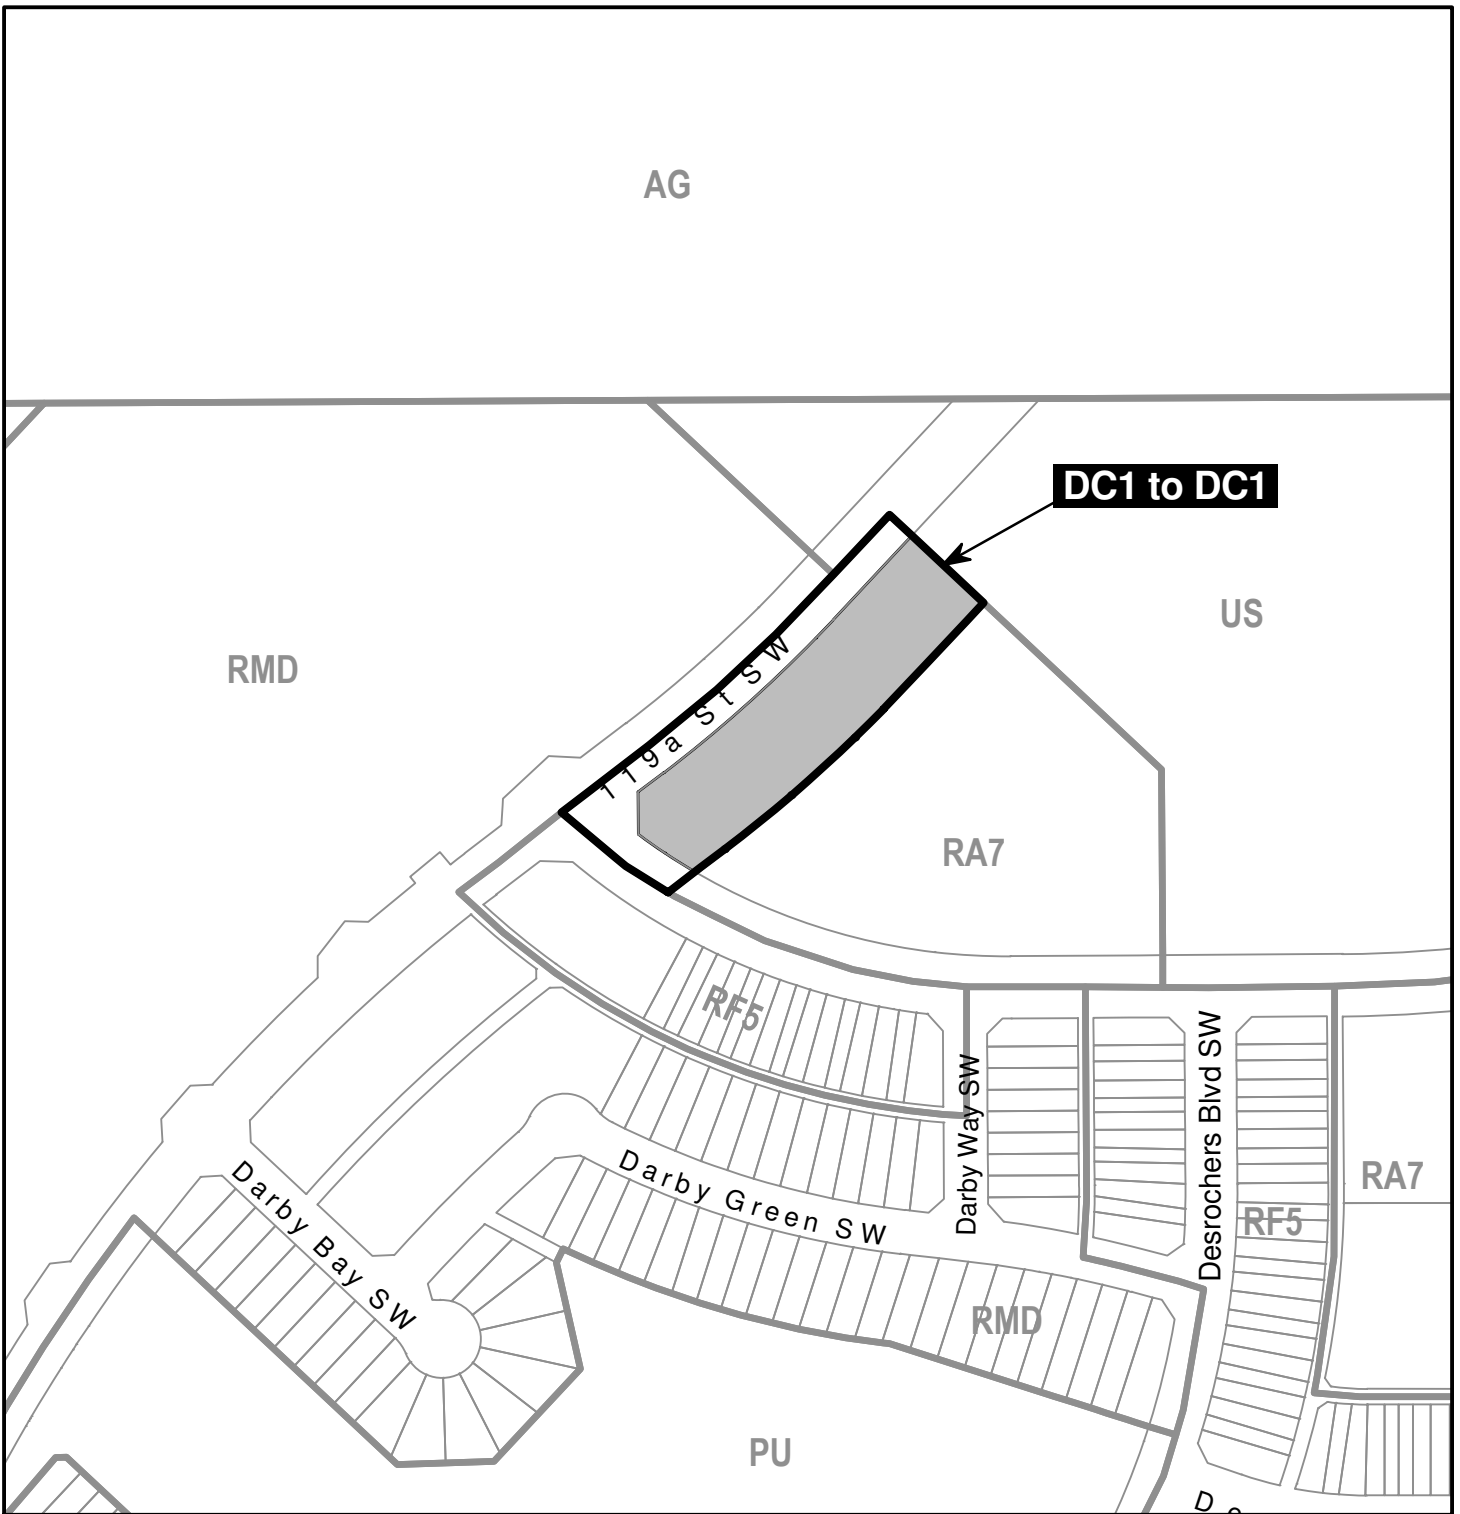 AG
DC1 to DC1
US
RMD
119a St SW
RA7
RF5
Darby Way SW
Desrochers Blvd SW
RA7
Darby Green SW
Darby Bay SW
RF5
RMD
PU